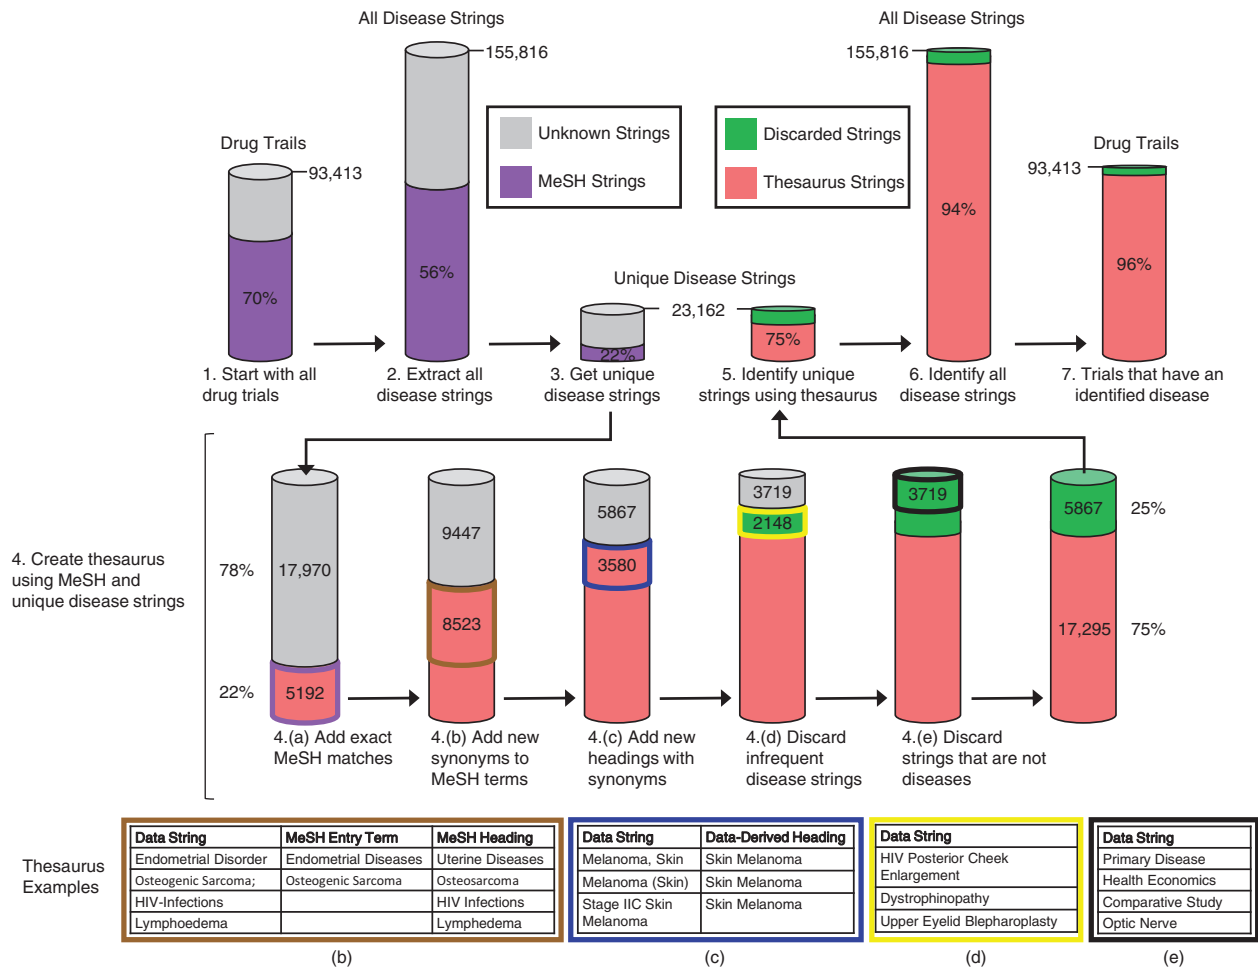 All Disease Strings
All Disease Strings
155,816
155,816
Unknown Strings
MeSH Strings
Discarded Strings
Thesaurus Strings
Drug Trails
93,413
Drug Trails
93,413
70%
56%
94%
96%
Unique Disease Strings
23,162
22%
75%
1. Start with all
drug trials
2. Extract all
disease strings
3. Get unique
disease strings
5. Identify unique
strings using thesaurus
6. Identify all
disease strings
7. Trials that have an
identified disease
4. Create thesaurus
using MeSH and
unique disease strings
78%
22%
17,970
5192
9447
8523
5867
3580
3719
2148
3719
5867
17,295
25%
75%
4.(a) Add exact
MeSH matches
4.(b) Add new
synonyms to
MeSH terms
4.(c) Add new
headings with
synonyms
4.(d) Discard
infrequent
disease strings
4.(e) Discard
strings that are not
diseases
Thesaurus
Examples
Data String MeSH Entry Term MeSH Heading
Endometrial Disorder Endometrial Diseases Uterine Diseases
Osteogenic Sarcoma; Osteogenic Sarcoma Osteosarcoma
HIV-Infections HIV Infections
Lymphoedema Lymphedema
(b)
Data String Data-Derived Heading
Melanoma, Skin Skin Melanoma
Melanoma (Skin) Skin Melanoma
Stage IIC Skin Skin Melanoma
Melanoma
(c)
Data String
HIV Posterior Cheek
Enlargement
Dystrophinopathy
Upper Eyelid Blepharoplasty
(d)
Data String
Primary Disease
Health Economics
Comparative Study
Optic Nerve
(e)